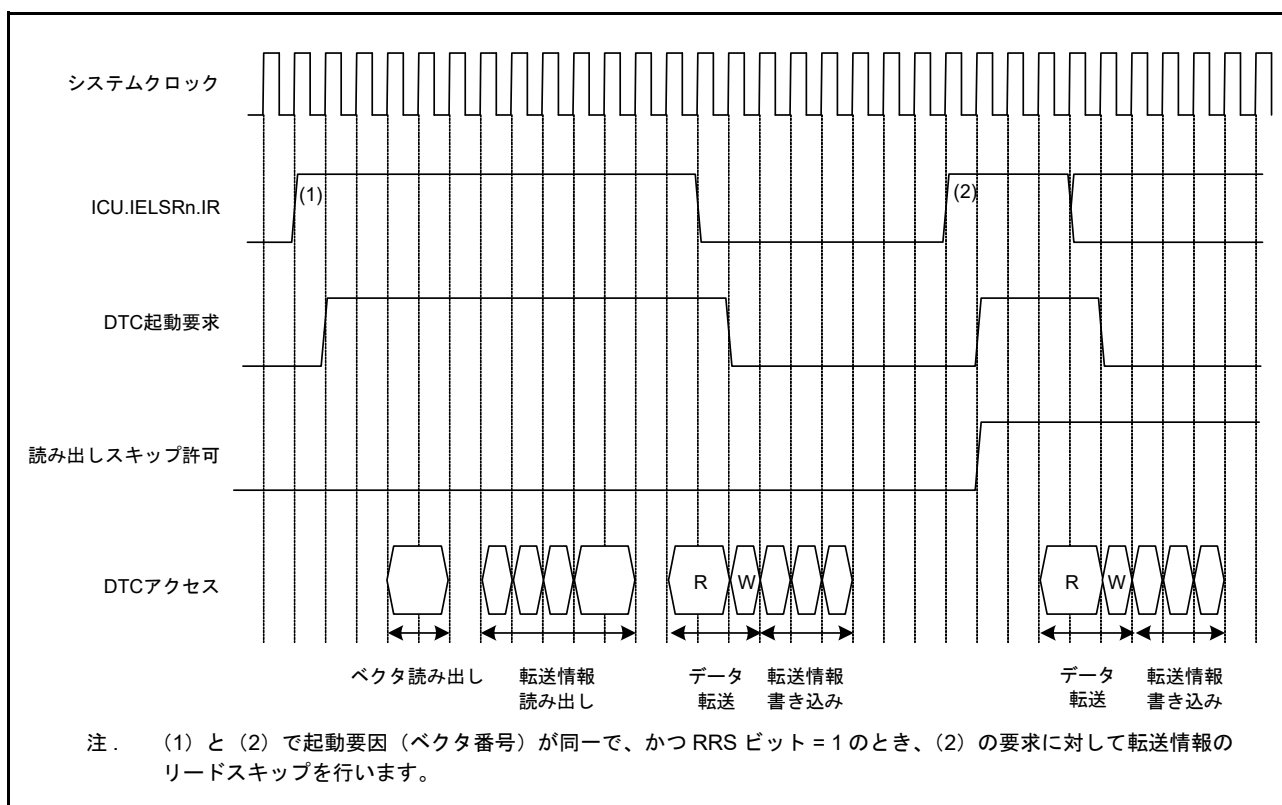 システムクロック
ICU.IELSRn.IR
(1)
(2)
DTC起動要求
読み出しスキップ許可
DTCアクセス
R
W
R
W
ベクタ読み出し
転送情報
読み出し
データ
転送
転送情報
書き込み
データ
転送
転送情報
書き込み
注. (1)と(2)で起動要因(ベクタ番号)が同一で、かつ RRS ビット = 1 のとき、(2)の要求に対して転送情報の
リードスキップを行います。